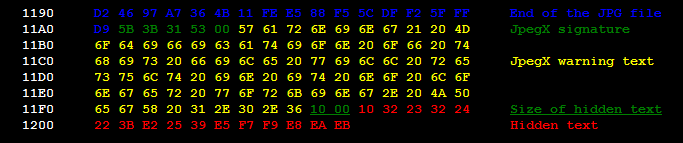 1190 D2 46 97 A7 36 4B 11 FE E5 88 F5 5C DF F2 5F FF End of the JPG file
11A0 D9 5B 3B 31 53 00 57 61 72 6E 69 6E 67 21 20 4D JpegX signature
11B0 6F 64 69 66 69 63 61 74 69 6F 6E 20 6F 66 20 74
11C0 68 69 73 20 66 69 6C 65 20 77 69 6C 6C 20 72 65 JpegX warning text
11D0 73 75 6C 74 20 69 6E 20 69 74 20 6E 6F 20 6C 6F
11E0 6E 67 65 72 20 77 6F 72 6B 69 6E 67 2E 20 4A 50
11F0 65 67 58 20 31 2E 30 2E 36 10 00 10 32 23 32 24 Size of hidden text
1200 22 3B E2 25 39 E5 F7 F9 E8 EA EB Hidden text